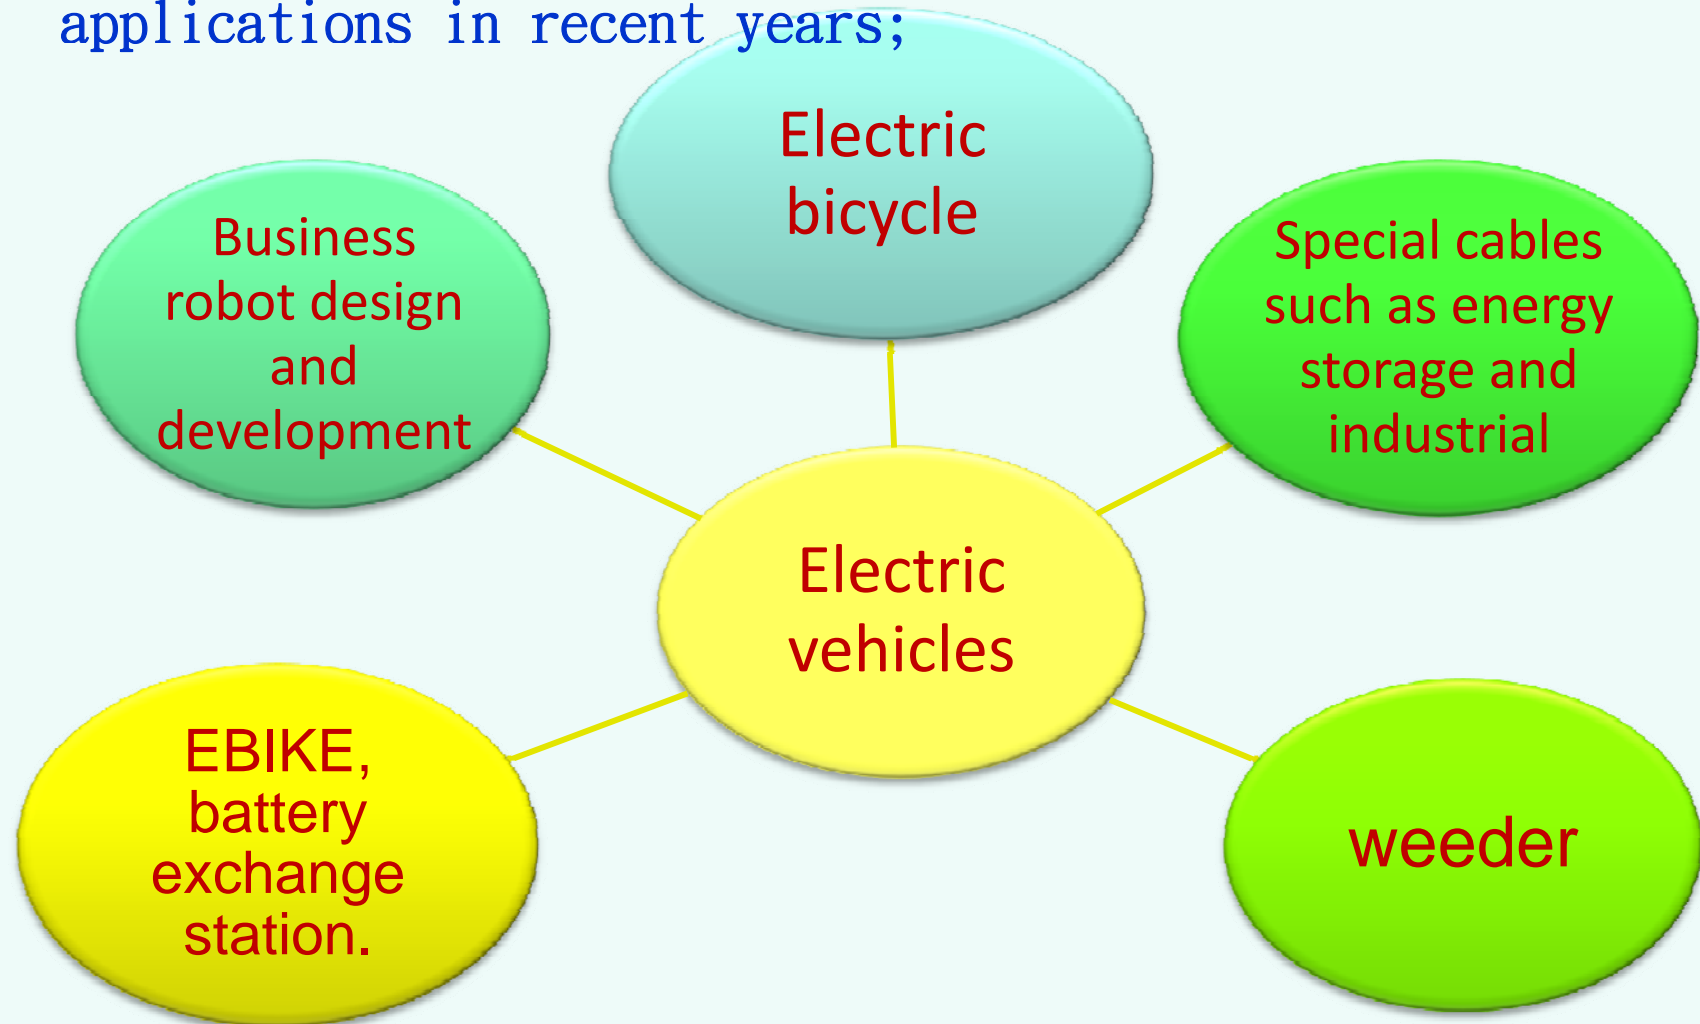 applications in recent years;
Electric
bicycle
Business
robot design
and
development
Special cables
such as energy
storage and
industrial
Electric
vehicles
EBIKE,
battery
exchange
station.
weeder